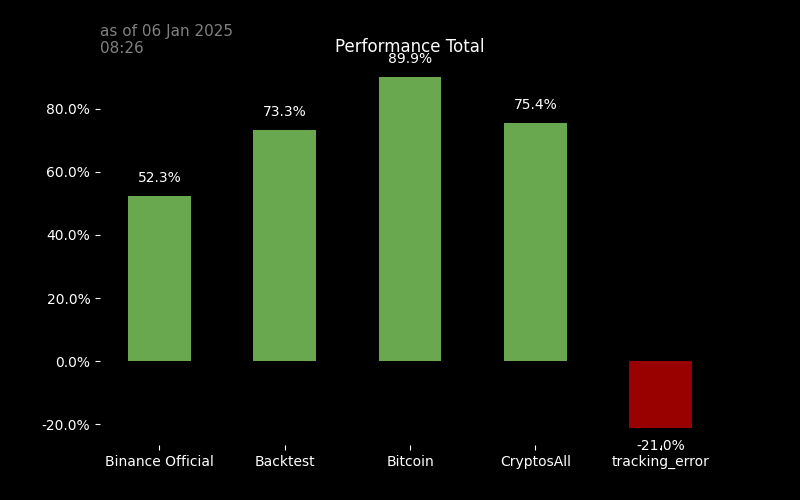 as of 06 Jan 2025
08:26
Performance Total
89.9%
80.0%
73.3%
75.4%
60.0%
52.3%
40.0%
20.0%
0.0%
-20.0%
-21.0%
Binance Official
Backtest
Bitcoin
CryptosAll
tracking_error